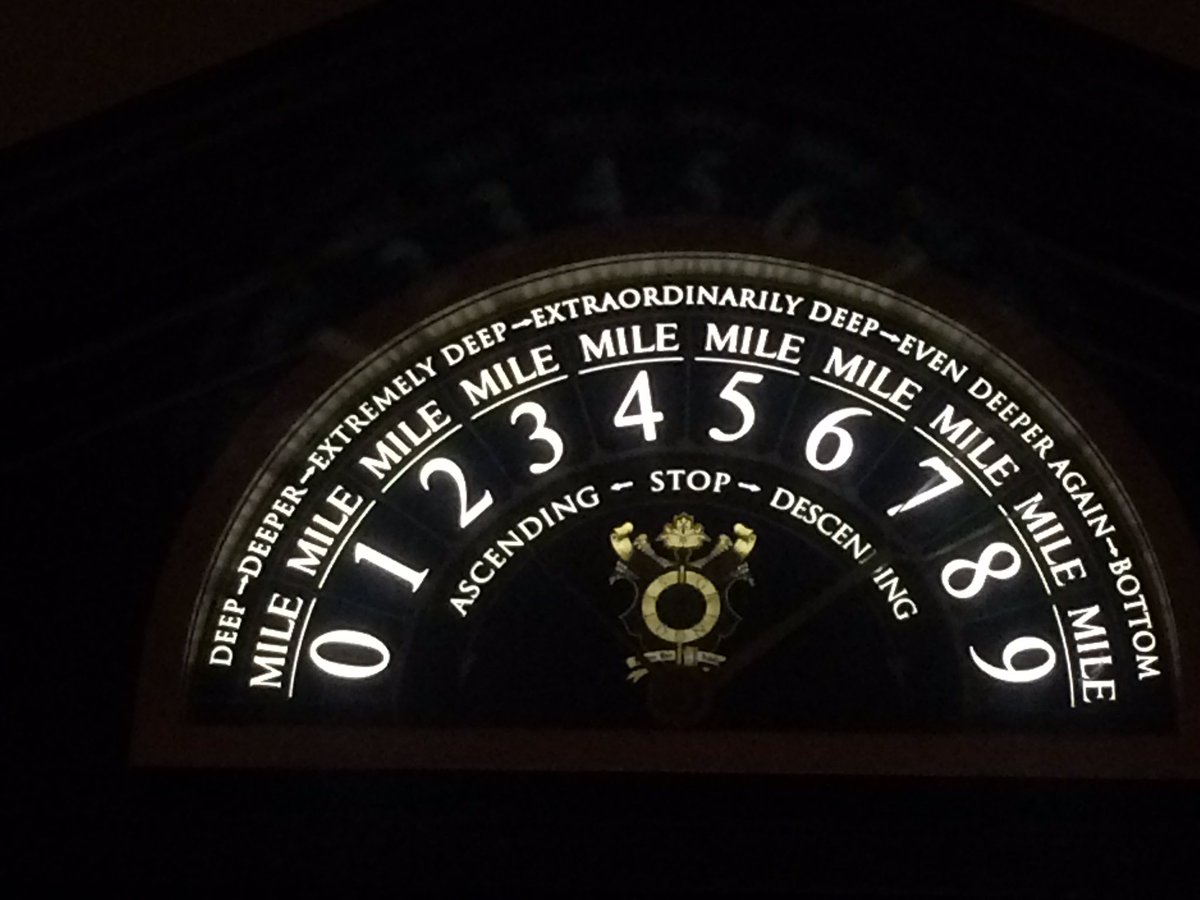 DEEP→DEEPER→EXTREMELY DEEP→EXTRAORDINARILY DEEP→EVEN DEEPER AGAIN→BOTTOM
MILE MILE MILE MILE MILE MILE MILE MILE MILE MILE
0 1 2 3 4 5 6 7 8 9
ASCENDING ← STOP → DESCENDING